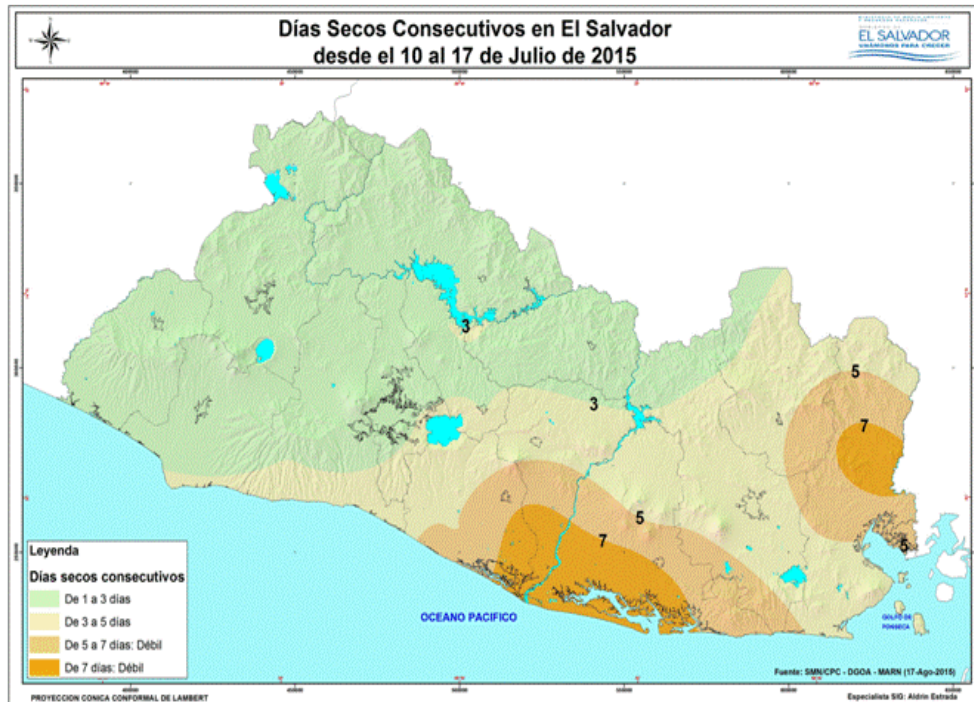 Días Secos Consecutivos en El Salvador
desde el 10 al 17 de Julio de 2015
EL SALVADOR
UNÁMONOS PARA CRECER
3
3
5
7
5
7
5
Leyenda
Días secos consecutivos
De 1 a 3 días
De 3 a 5 días
De 5 a 7 días: Débil
De 7 días: Débil
OCEANO PACIFICO
GOLFO DE
FONSECA
Fuente: SMN/CPC - DGOA - MARN (17-Ago-2015)
PROYECCION CONICA CONFORMAL DE LAMBERT
Especialista SIG: Aldrin Estrada